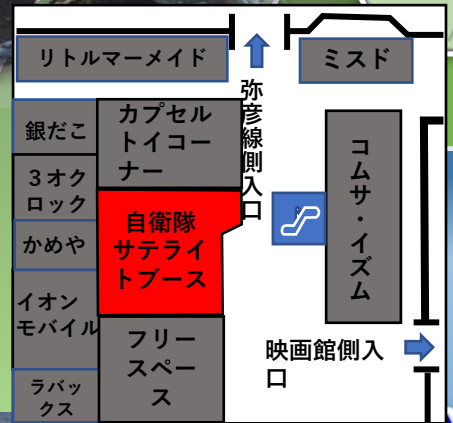 リトルマーメイド
ミスド
弥彦線側入口
銀だこ
カプセル
トイコー
ナー
コムサ・イズム
３オク
ロック
かめや
自衛隊
サテライ
トブース
イオン
モバイル
フリー
スペー
ス
映画館側入
口
ラバッ
クス